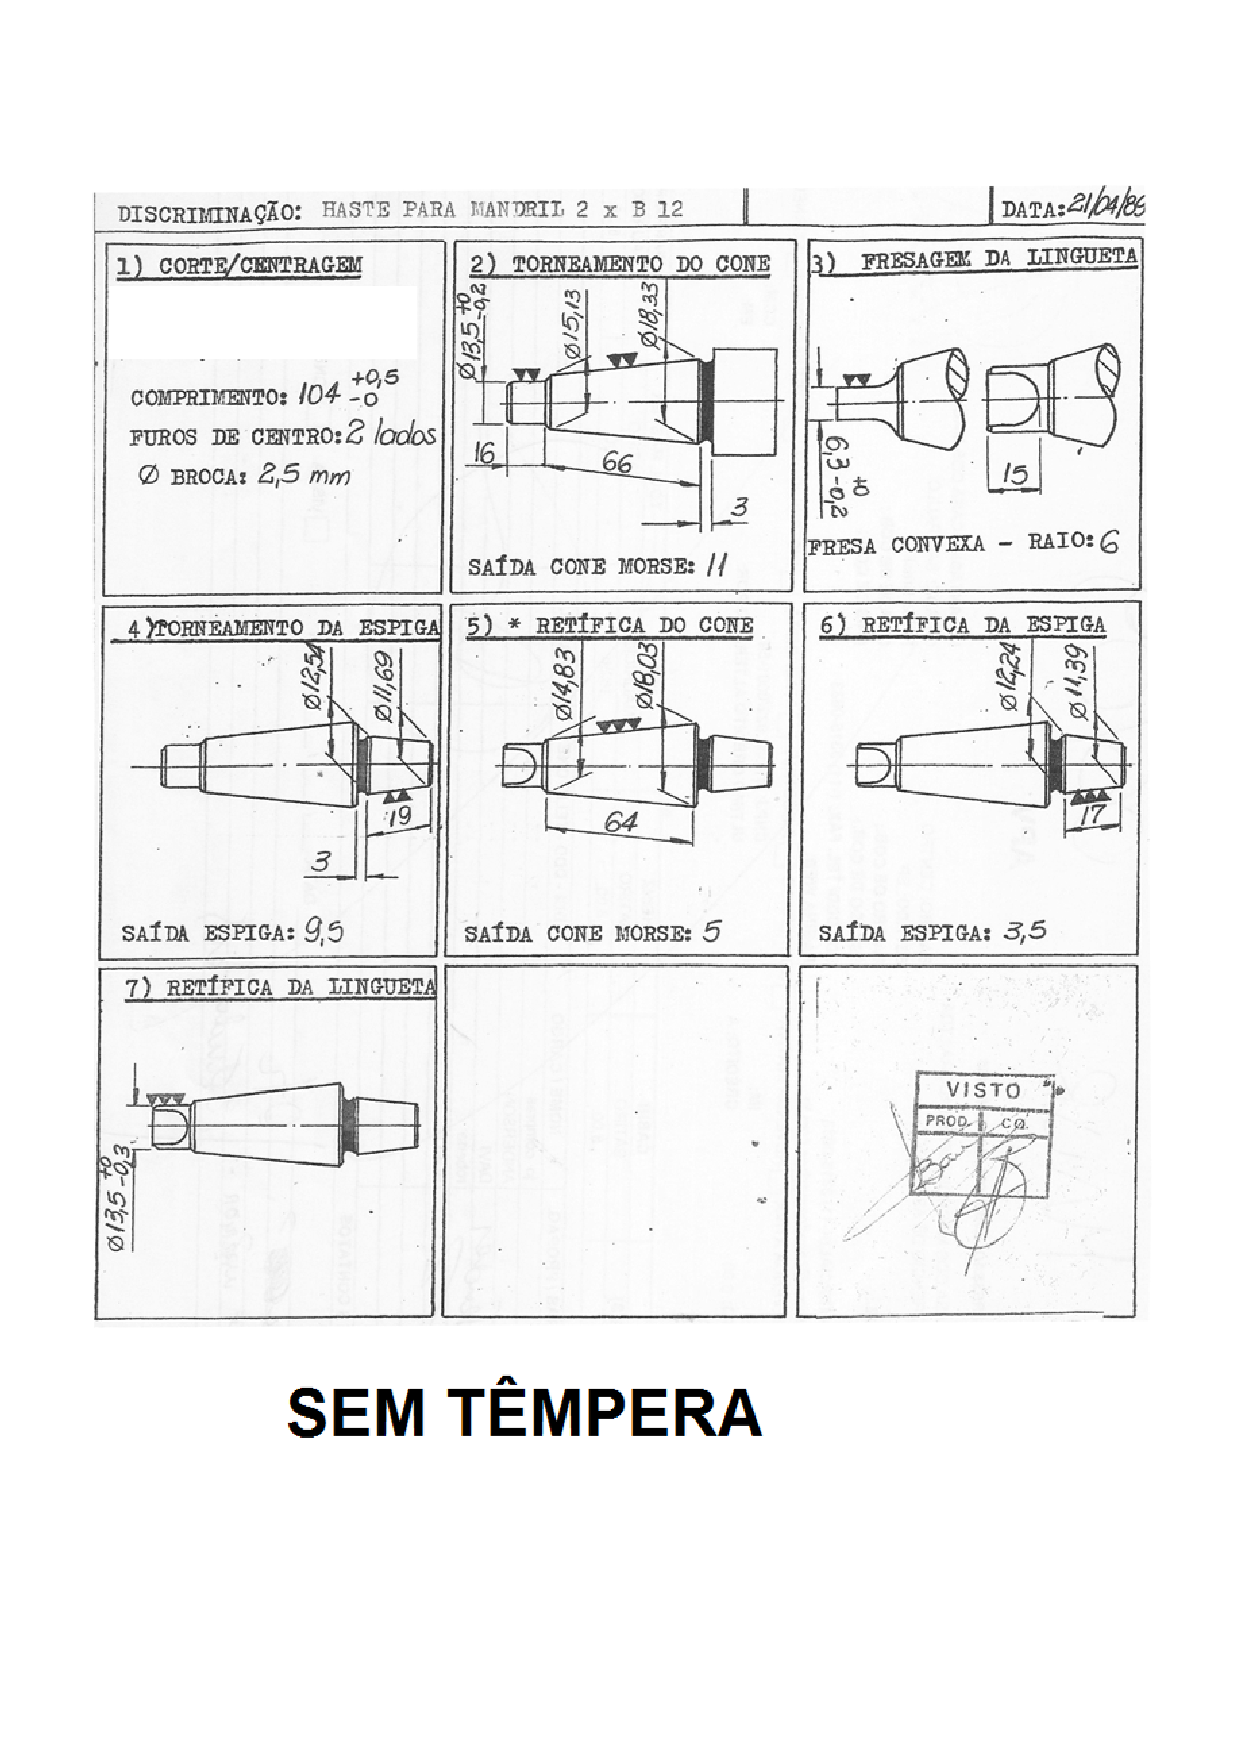 DISCRIMINAÇÃO: HASTE PARA MANDRIL 2 x B 12
DATA: 21/04/89
1) CORTE/CENTRAGEM
COMPRIMENTO: 104 +0,5 -0
FUROS DE CENTRO: 2 lados
Ø BROCA: 2,5 mm
2) TORNEAMENTO DO CONE
Ø13,5 +0 -0,2
Ø15,13
Ø18,33
16
66
3
SAÍDA CONE MORSE: 11
3) FRESAGEM DA LINGUETA
6,3 +0 -0,2
15
FRESA CONVEXA - RAIO: 6
4) TORNEAMENTO DA ESPIGA
Ø12,54
Ø11,69
19
3
SAÍDA ESPIGA: 9,5
5) * RETÍFICA DO CONE
Ø14,83
Ø18,03
64
SAÍDA CONE MORSE: 5
6) RETÍFICA DA ESPIGA
Ø12,24
Ø11,39
17
SAÍDA ESPIGA: 3,5
7) RETÍFICA DA LINGUETA
Ø13,5 +0 -0,3
VISTO
PROD. CQ.
SEM TÊMPERA